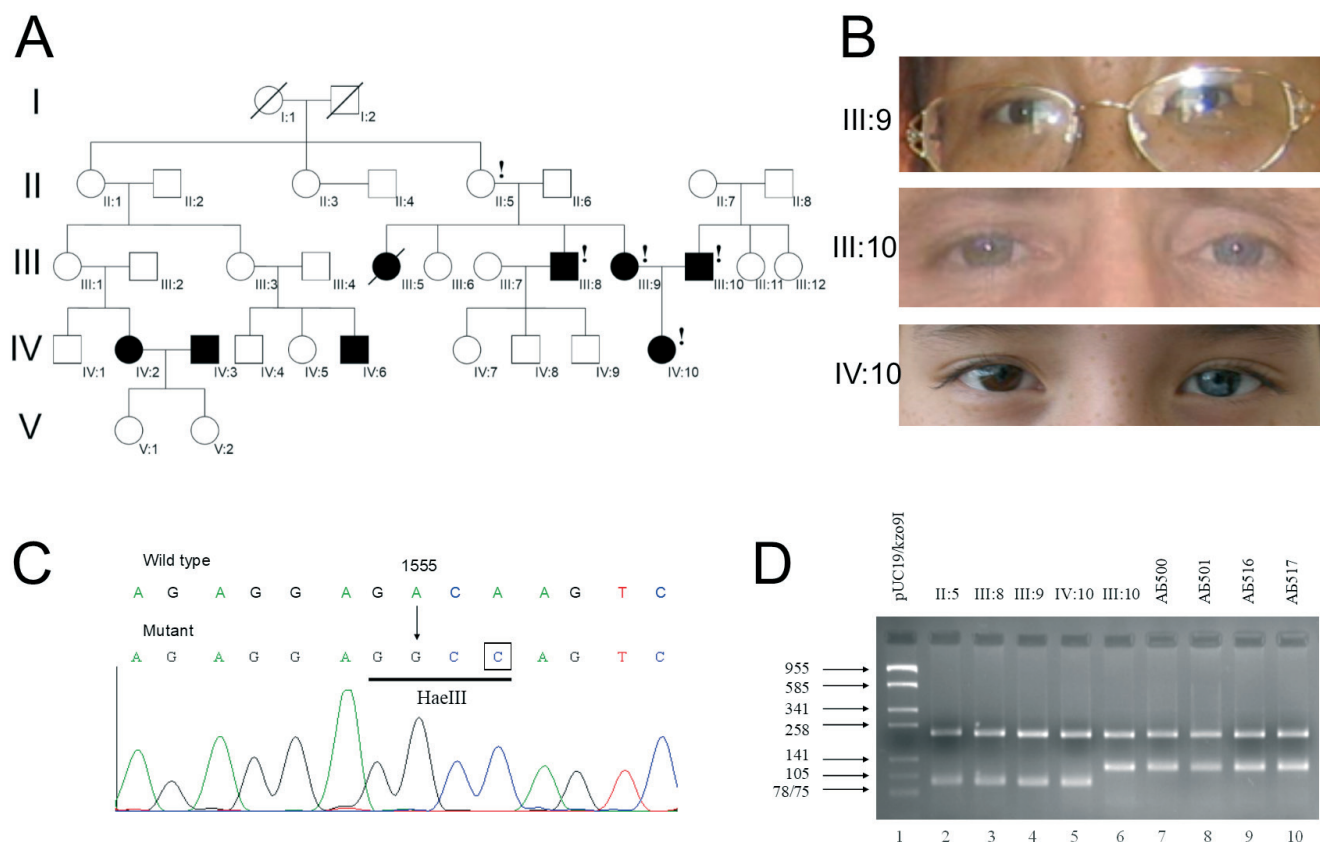 A
I
I:1
I:2
II
II:1
II:2
II:3
II:4
!
II:5
II:6
II:7
II:8
III
III:1
III:2
III:3
III:4
III:5
III:6
III:7
!
III:8
!
III:9
!
III:10
III:11
III:12
IV
IV:1
IV:2
IV:3
IV:4
IV:5
IV:6
IV:7
IV:8
IV:9
!
IV:10
V
V:1
V:2
B
III:9
III:10
IV:10
C
Wild type
1555
A G A G G A G A C A A G T C
Mutant
A G A G G A G G C C A G T C
HaeIII
D
pUC19/kzo9I
II:5
III:8
III:9
IV:10
III:10
АБ500
АБ501
АБ516
АБ517
955
585
341
258
141
105
78/75
1 2 3 4 5 6 7 8 9 10